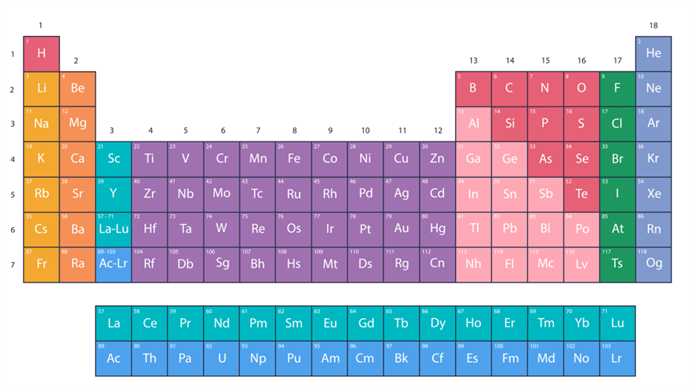 1 18
1 1 H 2 He
2 13 14 15 16 17
2 3 Li 4 Be 5 B 6 C 7 N 8 O 9 F 10 Ne
3 11 Na 12 Mg 13 Al 14 Si 15 P 16 S 17 Cl 18 Ar
3 4 5 6 7 8 9 10 11 12
4 19 K 20 Ca 21 Sc 22 Ti 23 V 24 Cr 25 Mn 26 Fe 27 Co 28 Ni 29 Cu 30 Zn 31 Ga 32 Ge 33 As 34 Se 35 Br 36 Kr
5 37 Rb 38 Sr 39 Y 40 Zr 41 Nb 42 Mo 43 Tc 44 Ru 45 Rh 46 Pd 47 Ag 48 Cd 49 In 50 Sn 51 Sb 52 Te 53 I 54 Xe
6 55 Cs 56 Ba 57 - 71 La-Lu 72 Hf 73 Ta 74 W 75 Re 76 Os 77 Ir 78 Pt 79 Au 80 Hg 81 Tl 82 Pb 83 Bi 84 Po 85 At 86 Rn
7 87 Fr 88 Ra 89-103 Ac-Lr 104 Rf 105 Db 106 Sg 107 Bh 108 Hs 109 Mt 110 Ds 111 Rg 112 Cn 113 Nh 114 Fl 115 Mc 116 Lv 117 Ts 118 Og
57 La 58 Ce 59 Pr 60 Nd 61 Pm 62 Sm 63 Eu 64 Gd 65 Tb 66 Dy 67 Ho 68 Er 69 Tm 70 Yb 71 Lu
89 Ac 90 Th 91 Pa 92 U 93 Np 94 Pu 95 Am 96 Cm 97 Bk 98 Cf 99 Es 100 Fm 101 Md 102 No 103 Lr